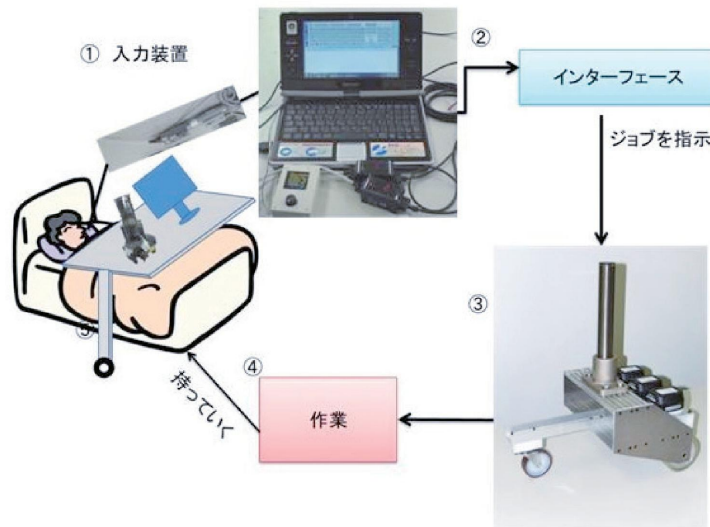 ① 入力装置
②
インターフェース
ジョブを指示
③
④
作業
持っていく
⑤